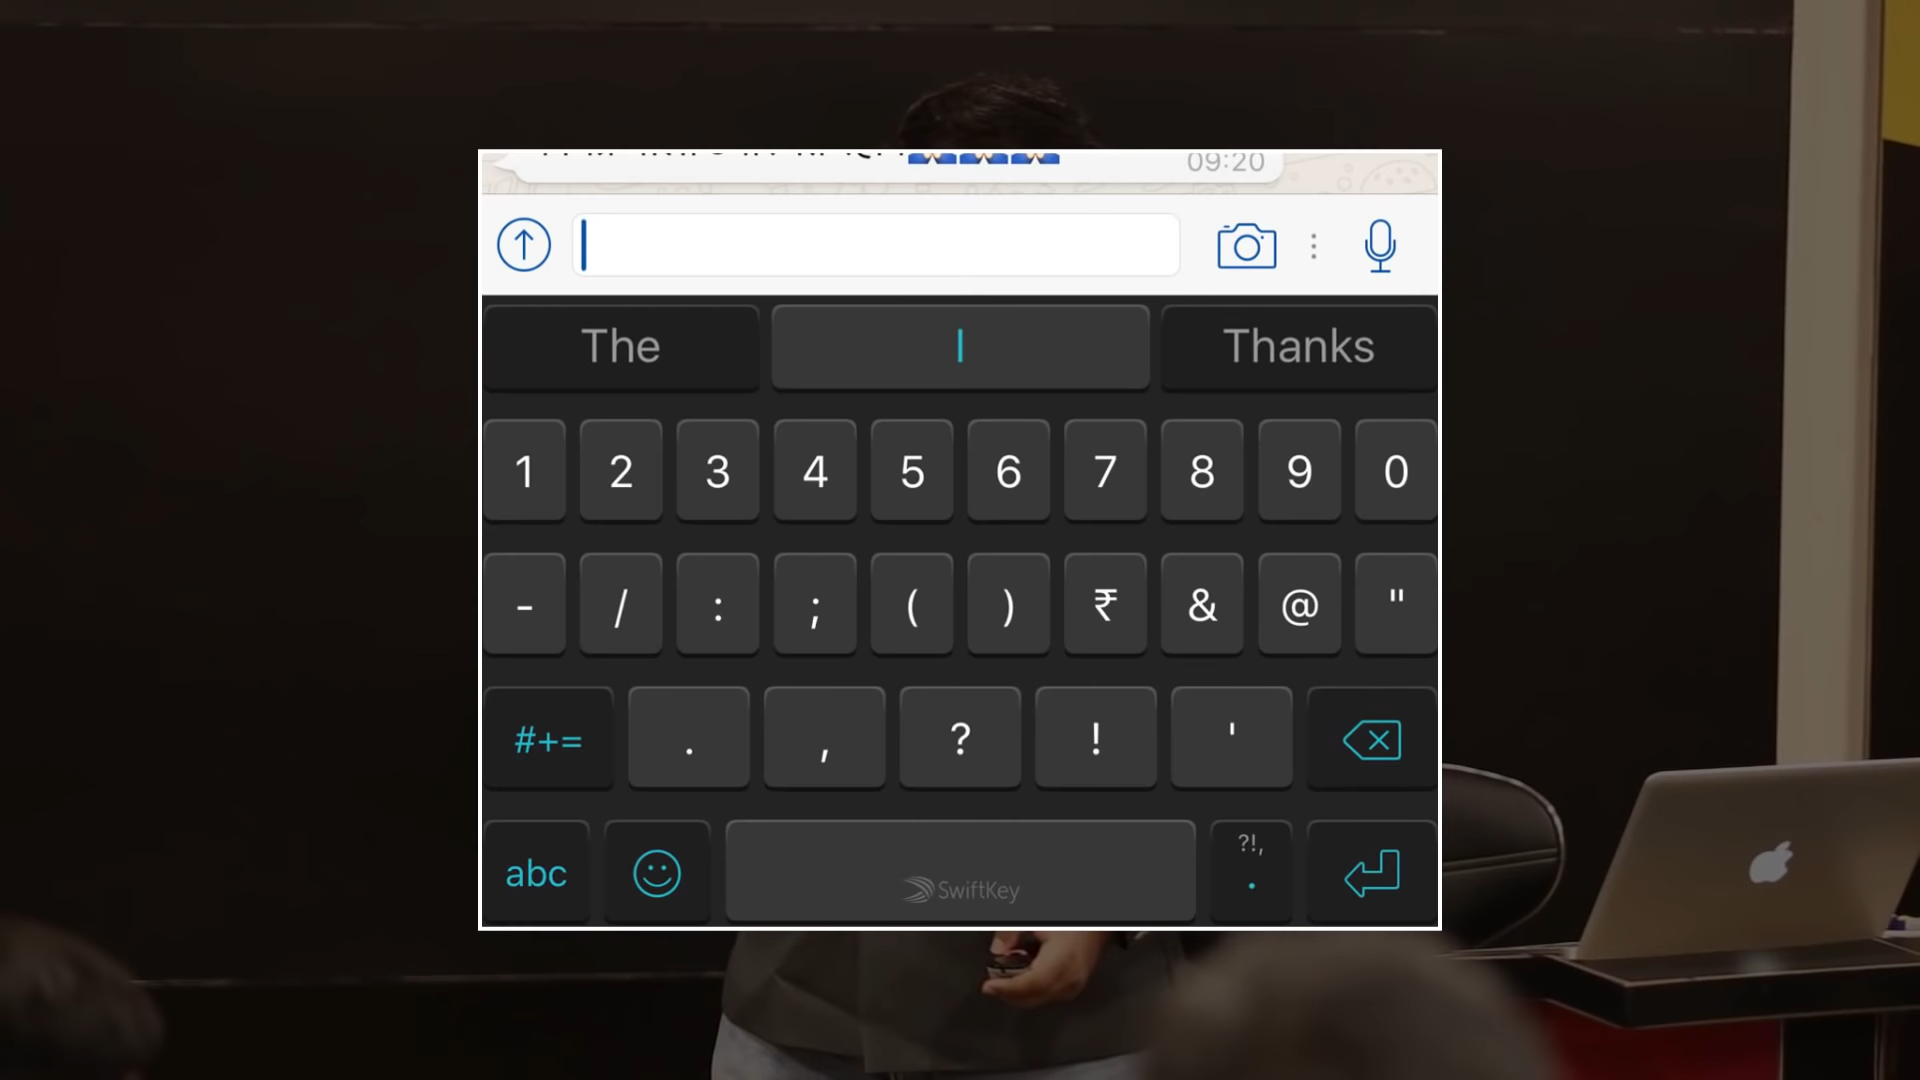 09:20
The I Thanks
1 2 3 4 5 6 7 8 9 0
- / : ; ( ) ₹ & @ "
#+= . , ? ! '
?!,
abc SwiftKey .